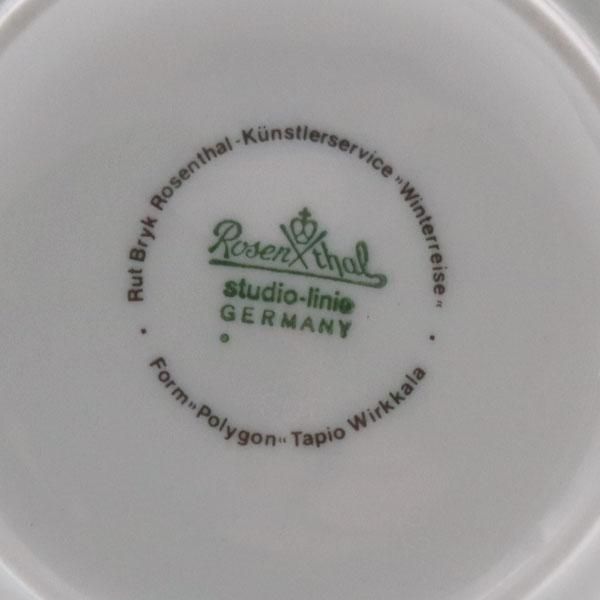 Rut Bryk Rosenthal-Künstlerservice »Winterreise«
Rosenthal
studio-linie
GERMANY
Form »Polygon« Tapio Wirkkala